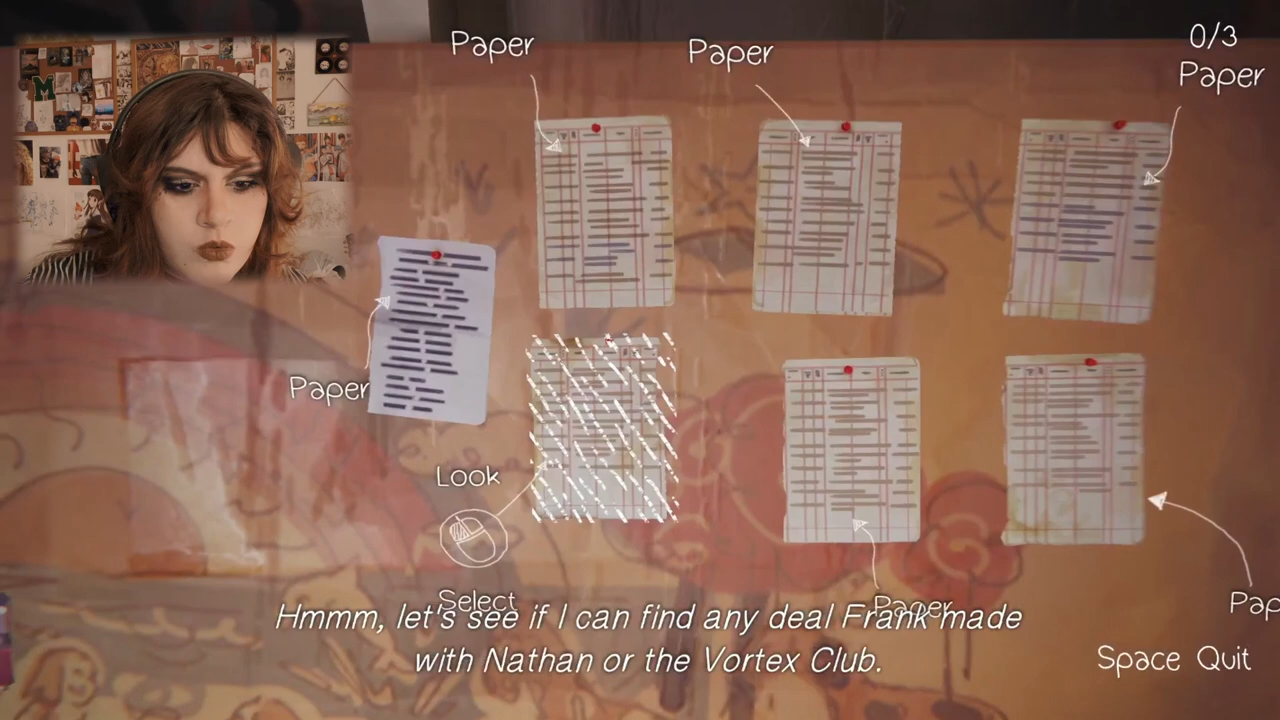 0/3
Paper
Paper
Paper
M
Paper
Look
Select
Paper
Pap
Hmmm, let's see if I can find any deal Frank made
with Nathan or the Vortex Club.
Space Quit